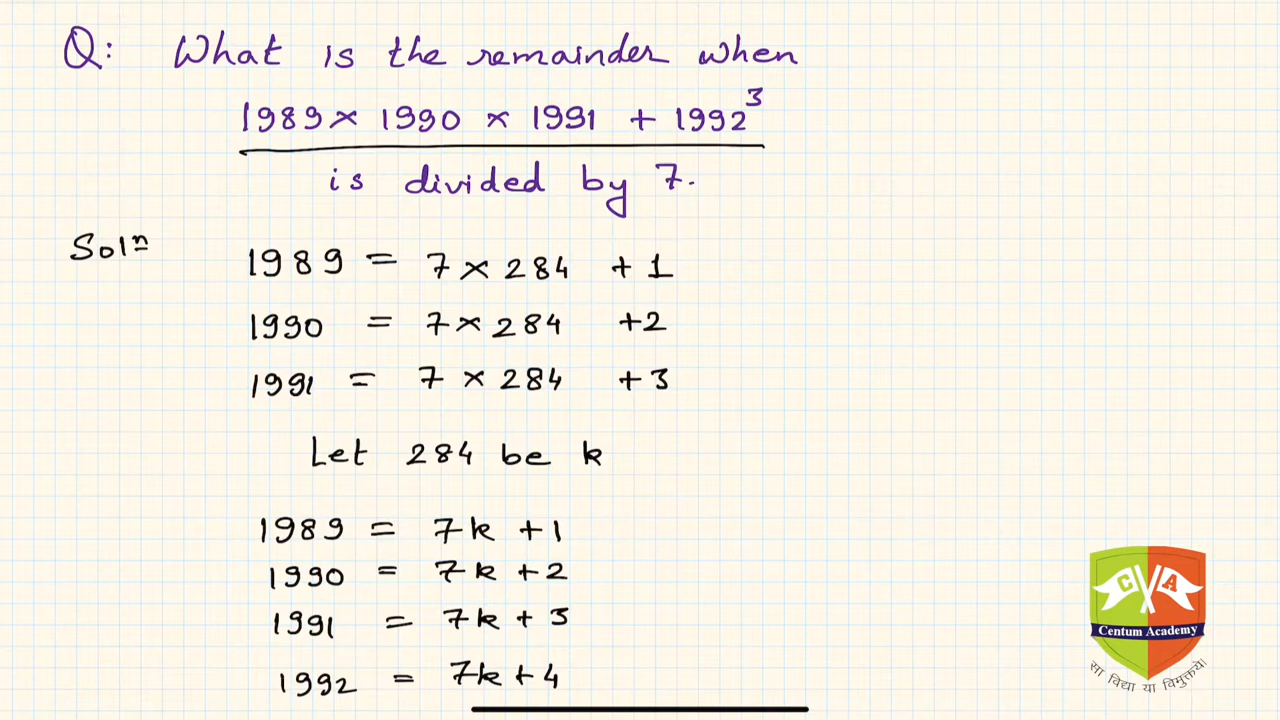 Q: What is the remainder when
1989 × 1990 × 1991 + 1992³
is divided by 7.
Solⁿ
1989 = 7 × 284 + 1
1990 = 7 × 284 + 2
1991 = 7 × 284 + 3
Let 284 be k
1989 = 7k + 1
1990 = 7k + 2
1991 = 7k + 3
1992 = 7k + 4
C A
Centum Academy
सा विद्या या विमुक्तये।